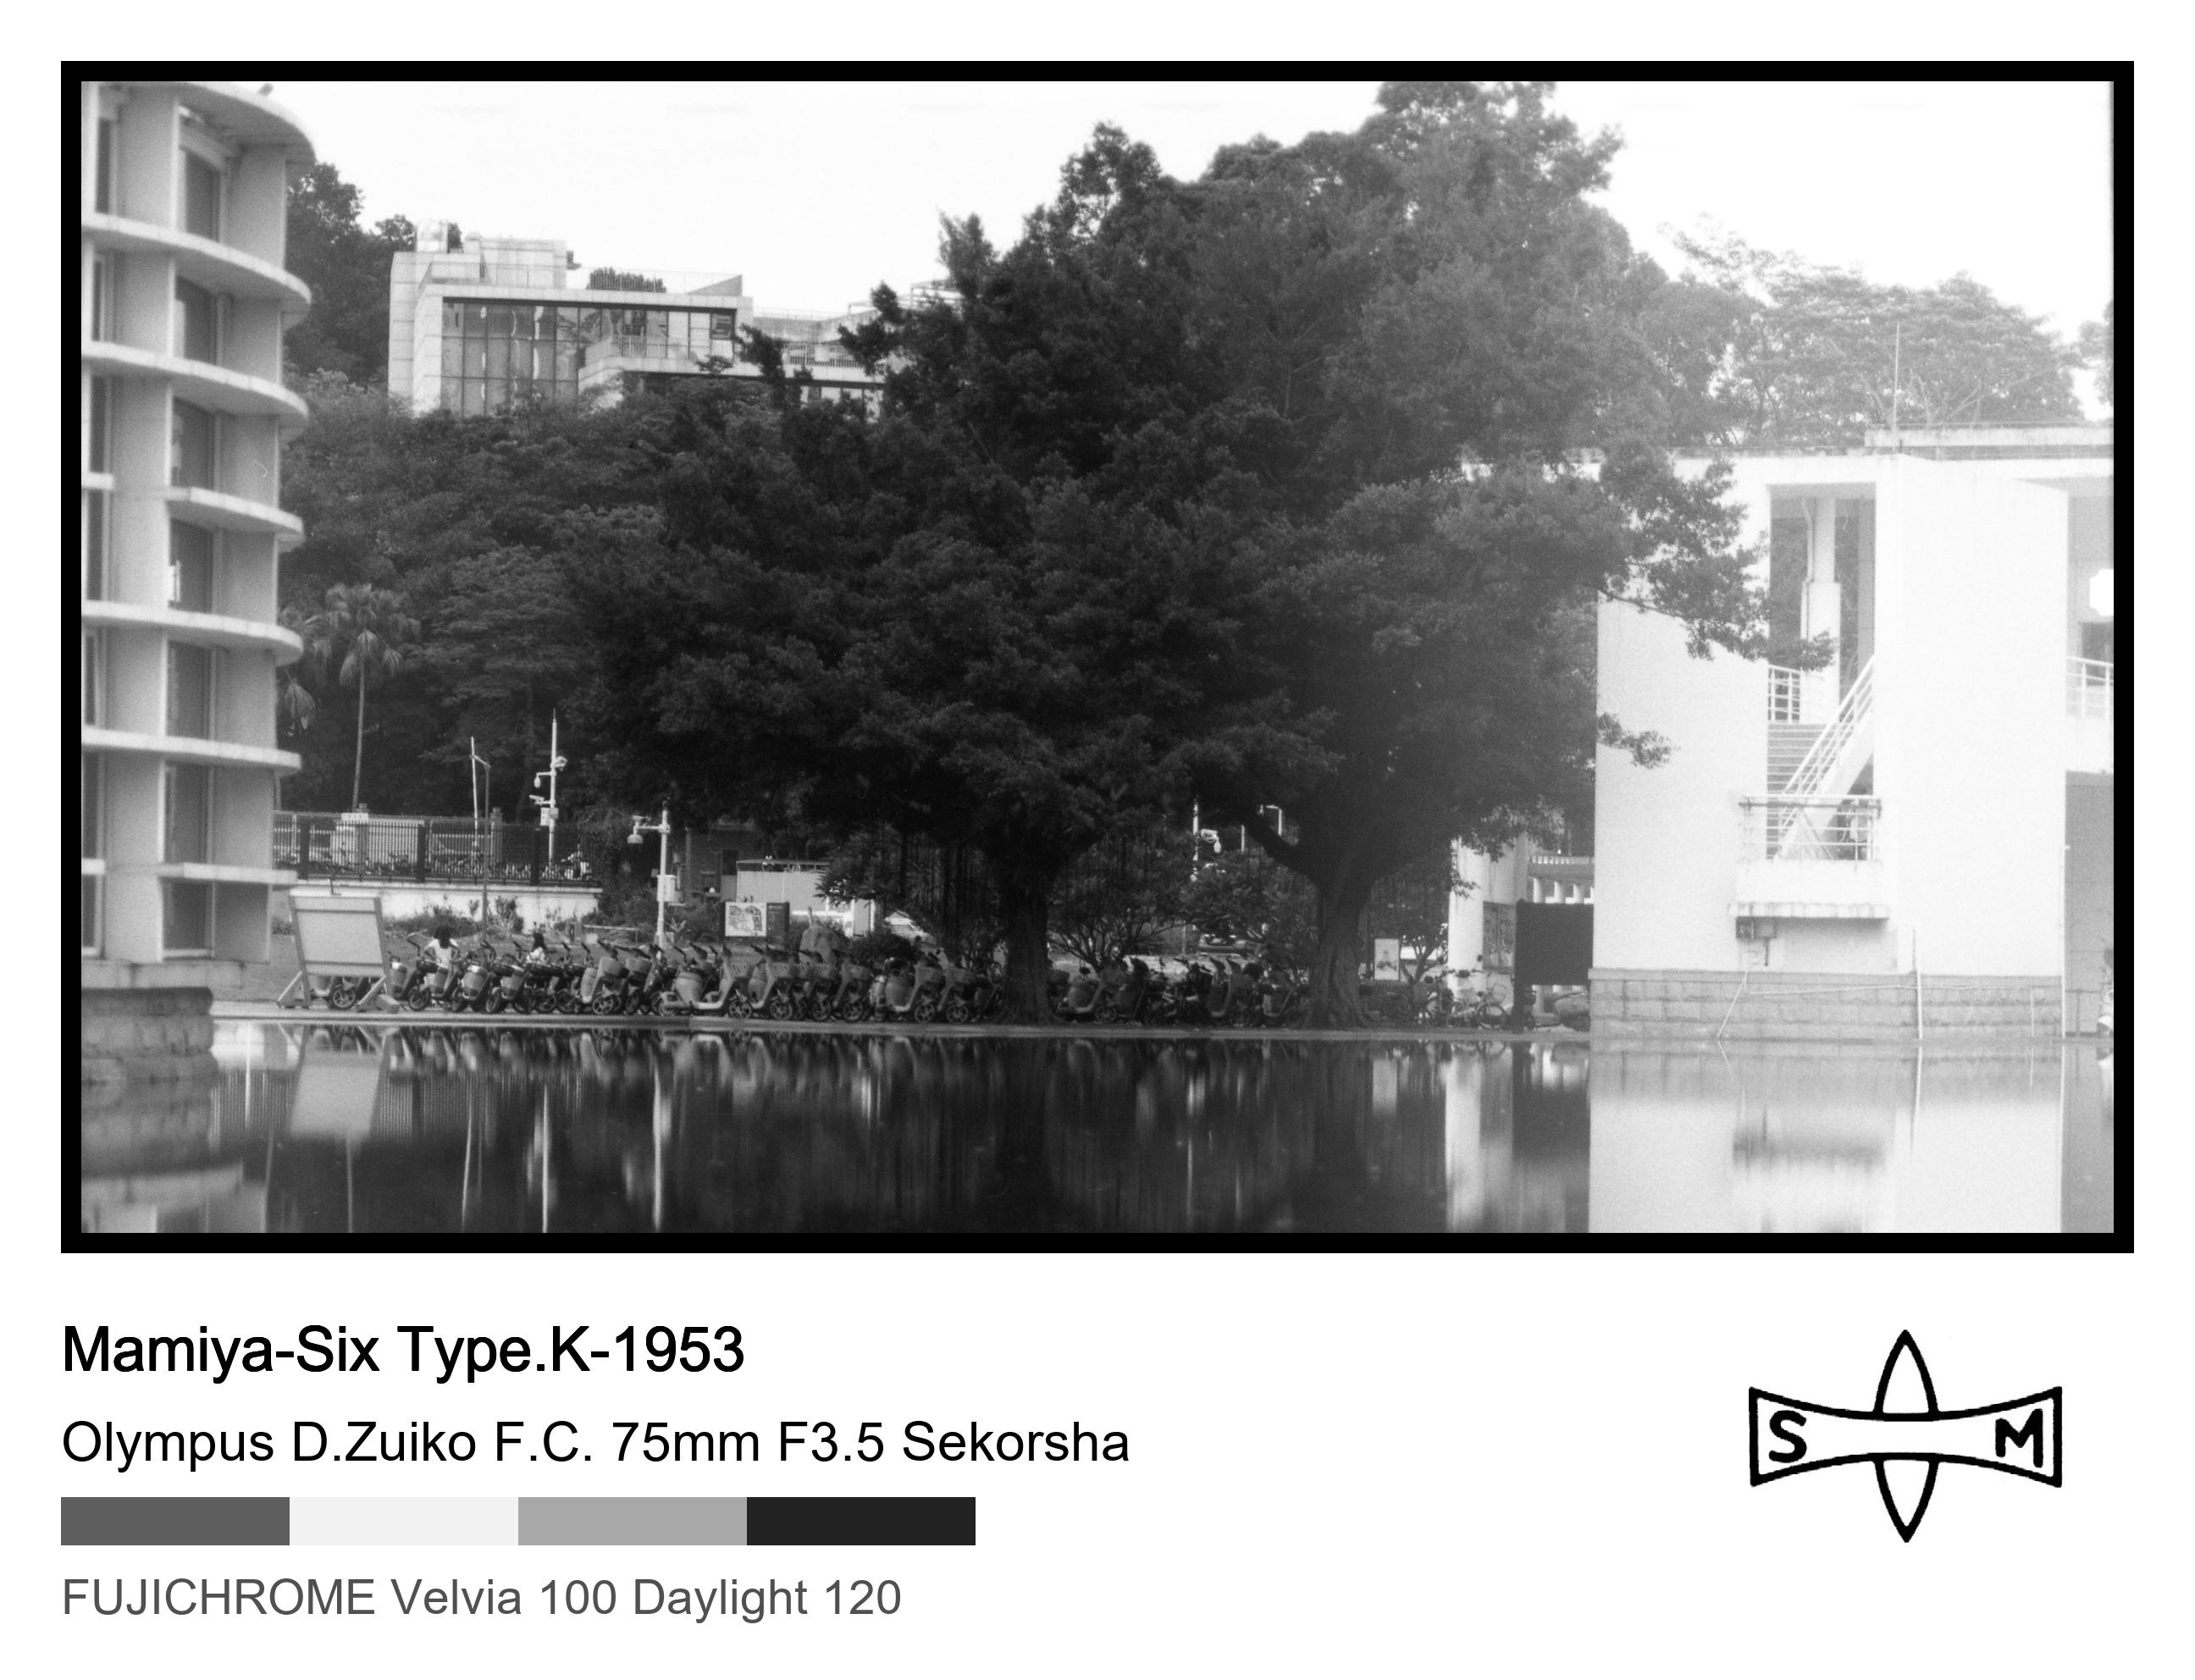 Mamiya-Six Type.K-1953
Olympus D.Zuiko F.C. 75mm F3.5 Sekorsha
S M
FUJICHROME Velvia 100 Daylight 120